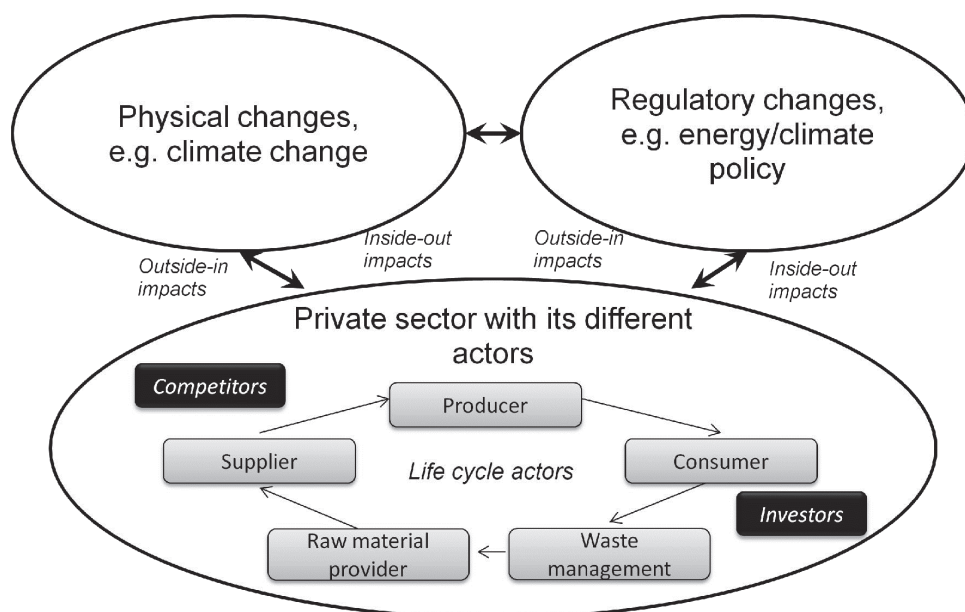 Physical changes,
e.g. climate change
Regulatory changes,
e.g. energy/climate
policy
Outside-in
impacts
Inside-out
impacts
Outside-in
impacts
Inside-out
impacts
Private sector with its different
actors
Competitors
Producer
Supplier
Life cycle actors
Consumer
Investors
Raw material
provider
Waste
management